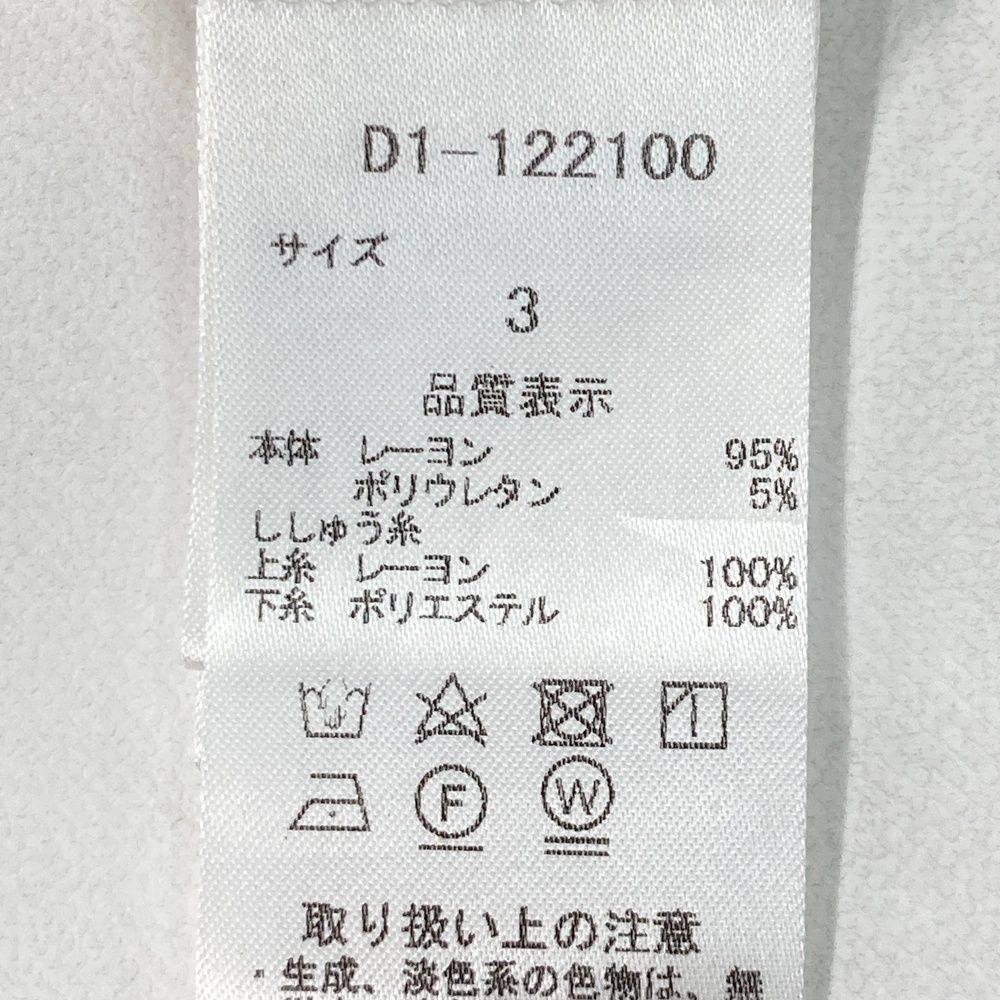 D1-122100
サイズ
3
品質表示
本体 レーヨン 95%
ポリウレタン 5%
ししゅう糸
上糸 レーヨン 100%
下糸 ポリエステル 100%
F W
取り扱い上の注意
・生成、淡色系の色物は、無